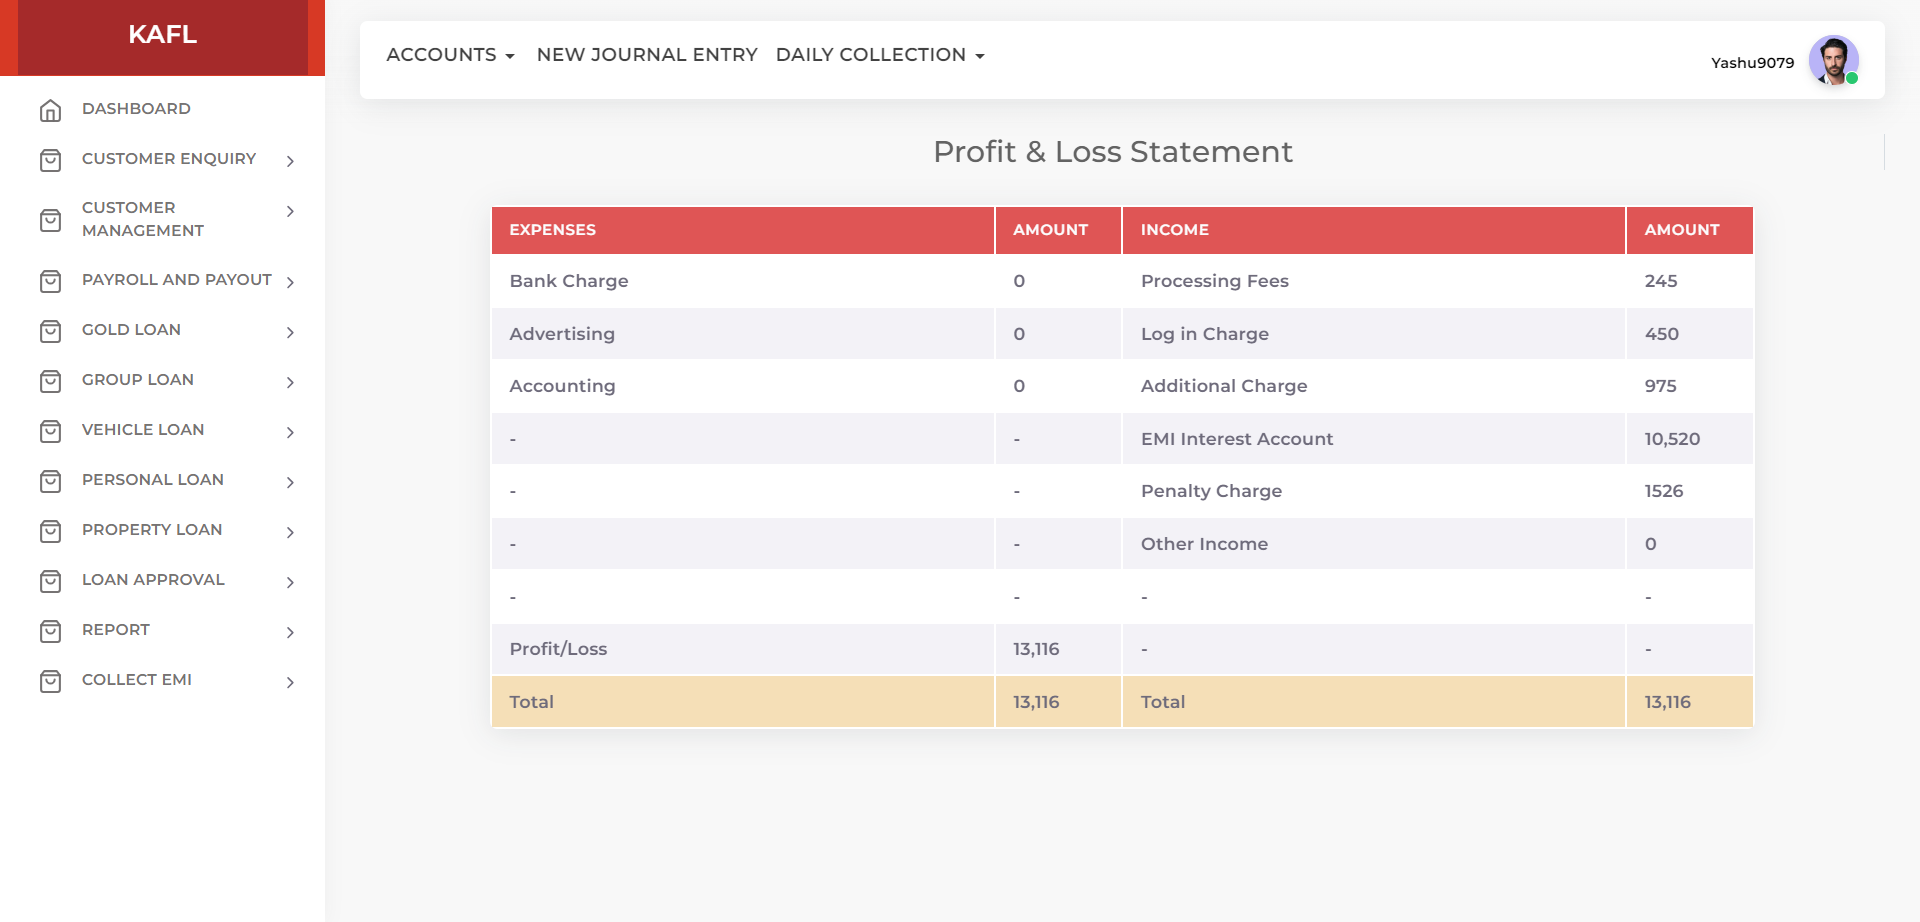 KAFL
DASHBOARD
CUSTOMER ENQUIRY
CUSTOMER
MANAGEMENT
PAYROLL AND PAYOUT
GOLD LOAN
GROUP LOAN
VEHICLE LOAN
PERSONAL LOAN
PROPERTY LOAN
LOAN APPROVAL
REPORT
COLLECT EMI
ACCOUNTS NEW JOURNAL ENTRY DAILY COLLECTION
Yashu9079
Profit & Loss Statement
EXPENSES AMOUNT INCOME AMOUNT
Bank Charge 0 Processing Fees 245
Advertising 0 Log in Charge 450
Accounting 0 Additional Charge 975
- - EMI Interest Account 10,520
- - Penalty Charge 1526
- - Other Income 0
- - - -
Profit/Loss 13,116 - -
Total 13,116 Total 13,116